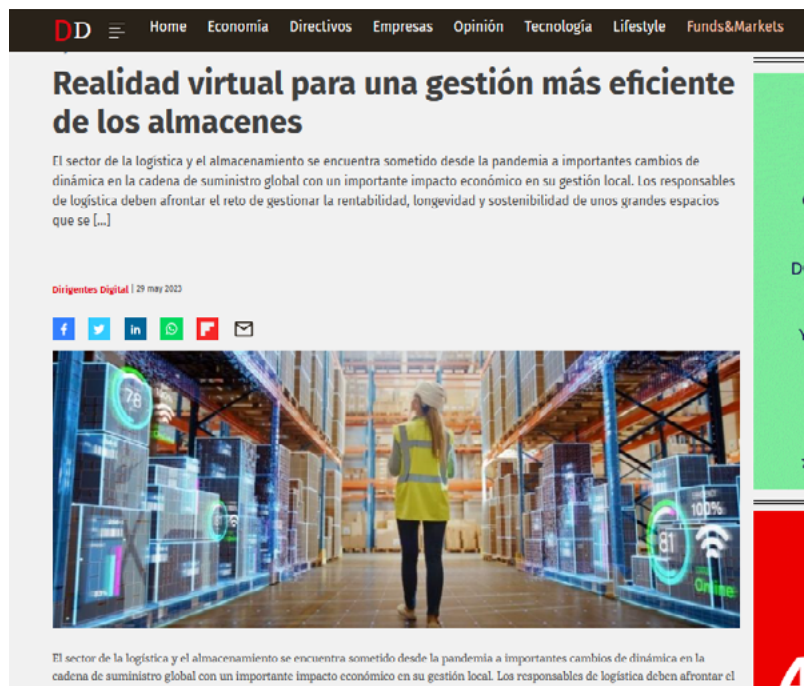 DD Home Economía Directivos Empresas Opinión Tecnología Lifestyle Funds&Markets
Realidad virtual para una gestión más eficiente
de los almacenes
El sector de la logística y el almacenamiento se encuentra sometido desde la pandemia a importantes cambios de
dinámica en la cadena de suministro global con un importante impacto económico en su gestión local. Los responsables
de logística deben afrontar el reto de gestionar la rentabilidad, longevidad y sostenibilidad de unos grandes espacios
que se [...]
Dirigentes Digital | 29 may 2023
78
100%
81
100%
81
Online
El sector de la logística y el almacenamiento se encuentra sometido desde la pandemia a importantes cambios de dinámica en la
cadena de suministro global con un importante impacto económico en su gestión local. Los responsables de logística deben afrontar el